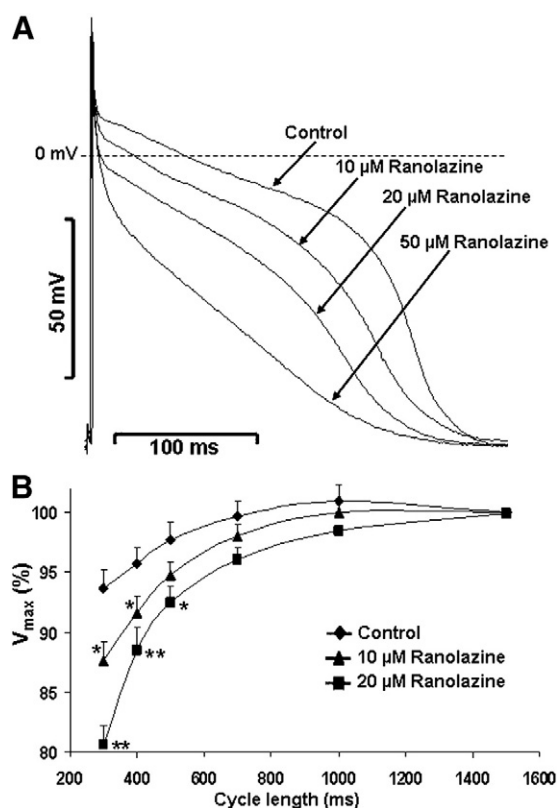 A
0 mV
Control
10 µM Ranolazine
20 µM Ranolazine
50 µM Ranolazine
50 mV
100 ms
B
100
95
90
85
80
V max (%)
*
*
*
**
**
Control
10 µM Ranolazine
20 µM Ranolazine
200 400 600 800 1000 1200 1400 1600
Cycle length (ms)